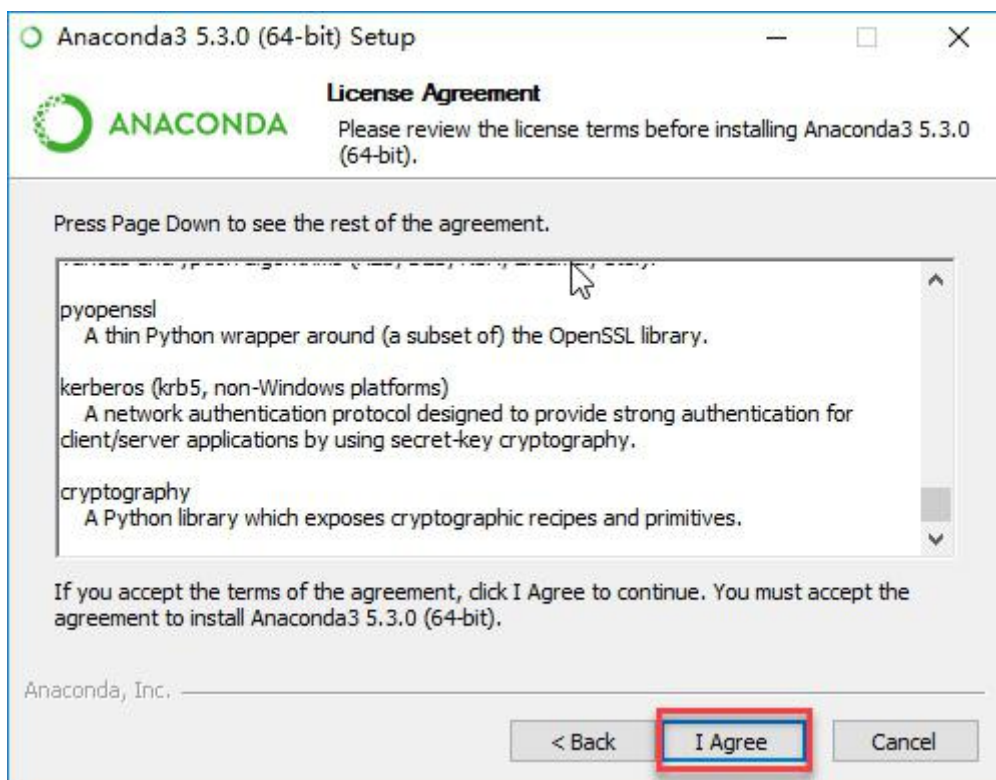 Anaconda3 5.3.0 (64-bit) Setup
ANACONDA
License Agreement
Please review the license terms before installing Anaconda3 5.3.0
(64-bit).
Press Page Down to see the rest of the agreement.
pyopenssl
A thin Python wrapper around (a subset of) the OpenSSL library.
kerberos (krb5, non-Windows platforms)
A network authentication protocol designed to provide strong authentication for
client/server applications by using secret-key cryptography.
cryptography
A Python library which exposes cryptographic recipes and primitives.
If you accept the terms of the agreement, click I Agree to continue. You must accept the
agreement to install Anaconda3 5.3.0 (64-bit).
Anaconda, Inc.
< Back
I Agree
Cancel